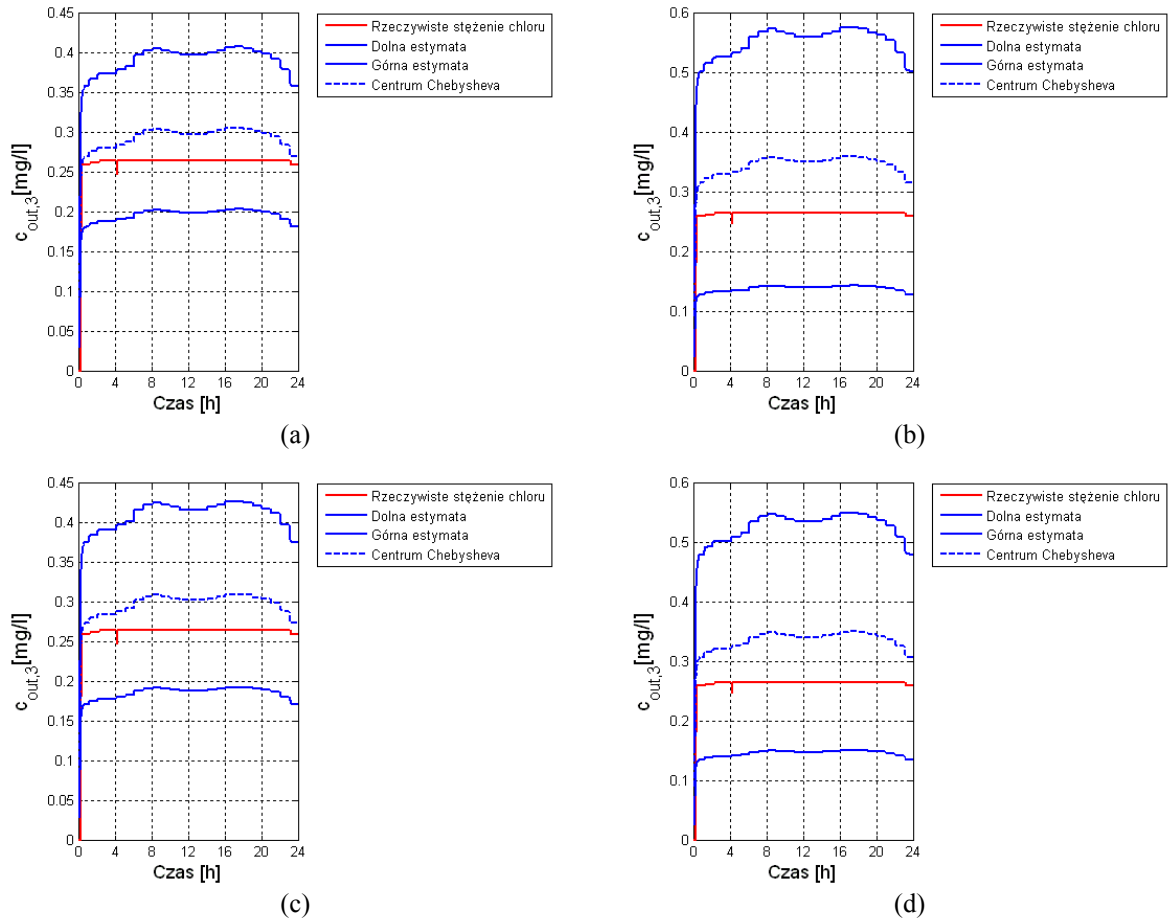 0.45
0.4
0.35
0.3
0.25
0.2
0.15
0.1
0.05
0
c_out,3 [mg/l]
0 4 8 12 16 20 24
Czas [h]
Rzeczywiste stężenie chloru
Dolna estymata
Górna estymata
Centrum Chebysheva
(a)
0.6
0.5
0.4
0.3
0.2
0.1
0
c_out,3 [mg/l]
0 4 8 12 16 20 24
Czas [h]
Rzeczywiste stężenie chloru
Dolna estymata
Górna estymata
Centrum Chebysheva
(b)
0.45
0.4
0.35
0.3
0.25
0.2
0.15
0.1
0.05
0
c_out,3 [mg/l]
0 4 8 12 16 20 24
Czas [h]
Rzeczywiste stężenie chloru
Dolna estymata
Górna estymata
Centrum Chebysheva
(c)
0.6
0.5
0.4
0.3
0.2
0.1
0
c_out,3 [mg/l]
0 4 8 12 16 20 24
Czas [h]
Rzeczywiste stężenie chloru
Dolna estymata
Górna estymata
Centrum Chebysheva
(d)